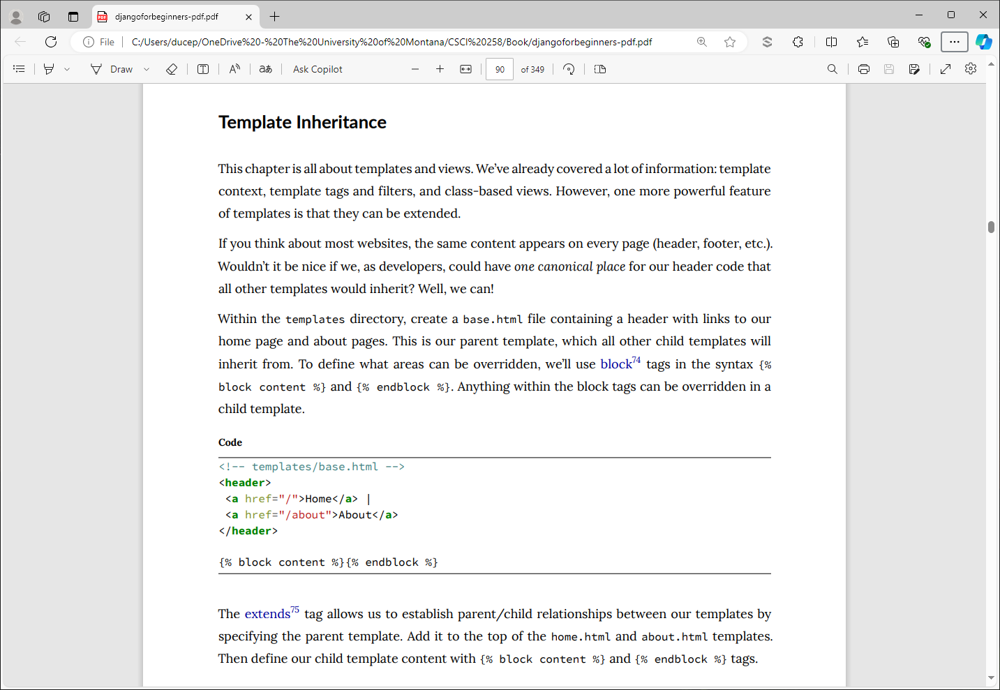 djangoforbeginners-pdf.pdf
File
C:/Users/ducep/OneDrive%20-%20The%20University%20of%20Montana/CSCI%20258/Book/djangoforbeginners-pdf.pdf
Draw
aあ
Ask Copilot
90
of 349
Template Inheritance
This chapter is all about templates and views. We’ve already covered a lot of information: template
context, template tags and filters, and class-based views. However, one more powerful feature
of templates is that they can be extended.
If you think about most websites, the same content appears on every page (header, footer, etc.).
Wouldn’t it be nice if we, as developers, could have one canonical place for our header code that
all other templates would inherit? Well, we can!
Within the templates directory, create a base.html file containing a header with links to our
home page and about pages. This is our parent template, which all other child templates will
inherit from. To define what areas can be overridden, we’ll use block74 tags in the syntax {%
block content %} and {% endblock %}. Anything within the block tags can be overridden in a
child template.
Code
<!-- templates/base.html -->
<header>
<a href="/">Home</a> |
<a href="/about">About</a>
</header>
{% block content %}{% endblock %}
The extends75 tag allows us to establish parent/child relationships between our templates by
specifying the parent template. Add it to the top of the home.html and about.html templates.
Then define our child template content with {% block content %} and {% endblock %} tags.